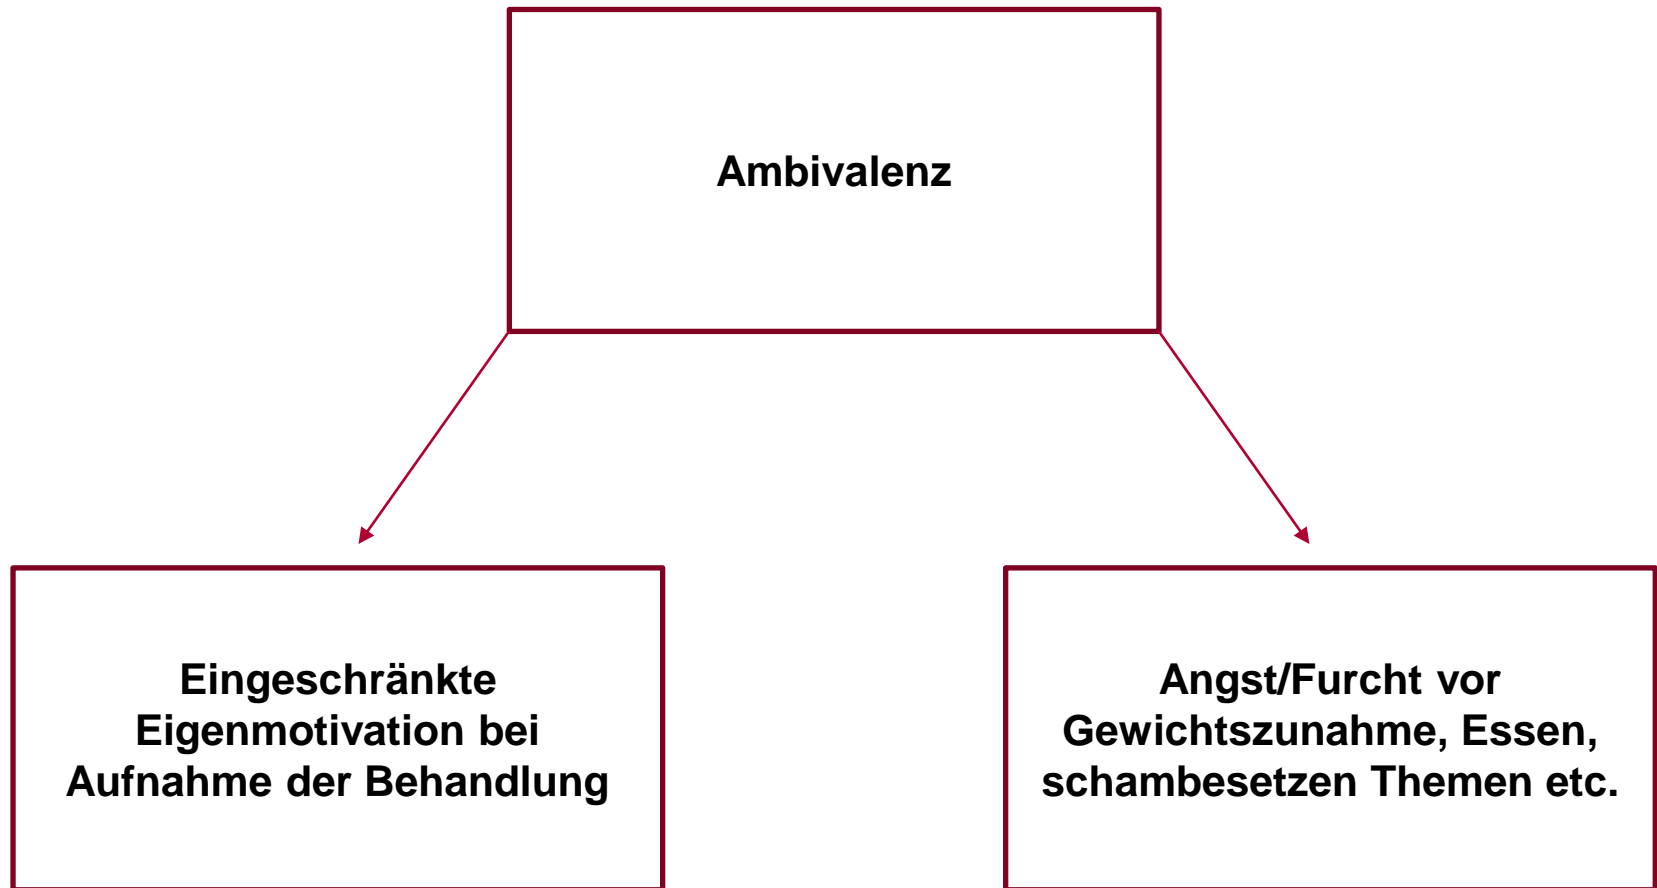 Ambivalenz
Eingeschränkte
Eigenmotivation bei
Aufnahme der Behandlung
Angst/Furcht vor
Gewichtszunahme, Essen,
schambesetzen Themen etc.